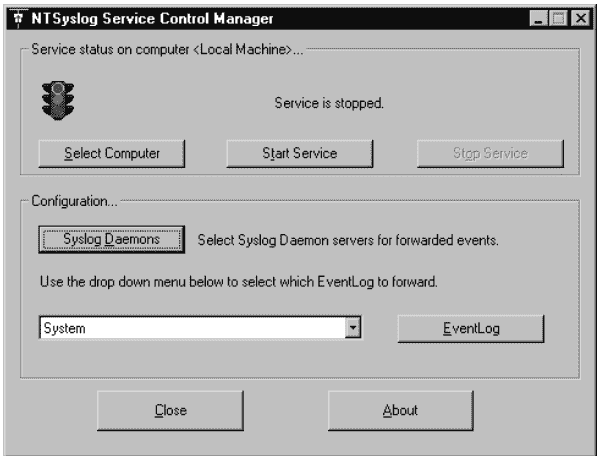 NTSyslog Service Control Manager
Service status on computer <Local Machine>...
Service is stopped.
Select Computer
Start Service
Stop Service
Configuration...
Syslog Daemons
Select Syslog Daemon servers for forwarded events.
Use the drop down menu below to select which EventLog to forward.
System
EventLog
Close
About